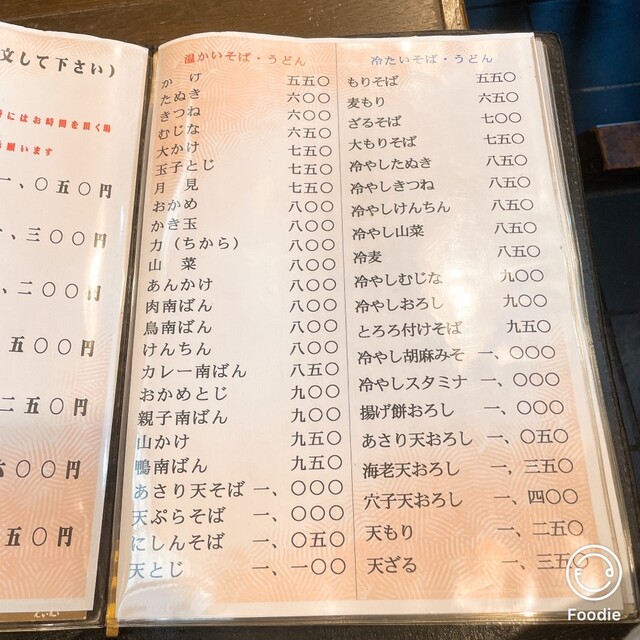 文して下さい）
にはお時間を頂く場
願います
一、〇五〇円
、三〇〇円
、二〇〇円
五〇〇円
二五〇円
六〇〇円
五〇円
温かいそば・うどん
かけ 五五〇
たぬき 六〇〇
きつね 六〇〇
むじな 六五〇
大かけ 七五〇
玉子とじ 七五〇
月見 七五〇
おかめ 八〇〇
かき玉 八〇〇
力（ちから） 八〇〇
山菜 八〇〇
あんかけ 八〇〇
肉南ばん 八〇〇
鳥南ばん 八〇〇
けんちん 八〇〇
カレー南ばん 八五〇
おかめとじ 九〇〇
親子南ばん 九〇〇
山かけ 九五〇
鴨南ばん 九五〇
あさり天そば 一、〇〇〇
天ぷらそば 一、〇〇〇
にしんそば 一、〇五〇
天とじ 一、一〇〇
冷たいそば・うどん
もりそば 五五〇
麦もり 六五〇
ざるそば 七〇〇
大もりそば 七五〇
冷やしたぬき 八五〇
冷やしきつね 八五〇
冷やしけんちん 八五〇
冷やし山菜 八五〇
冷麦 八五〇
冷やしむじな 九〇〇
冷やしおろし 九〇〇
とろろ付けそば 九五〇
冷やし胡麻みそ 一、〇〇〇
冷やしスタミナ 一、〇〇〇
揚げ餅おろし 一、〇〇〇
あさり天おろし 一、〇五〇
海老天おろし 一、三五〇
穴子天おろし 一、四〇〇
天もり 一、二五〇
天ざる 一、三五〇
Foodie